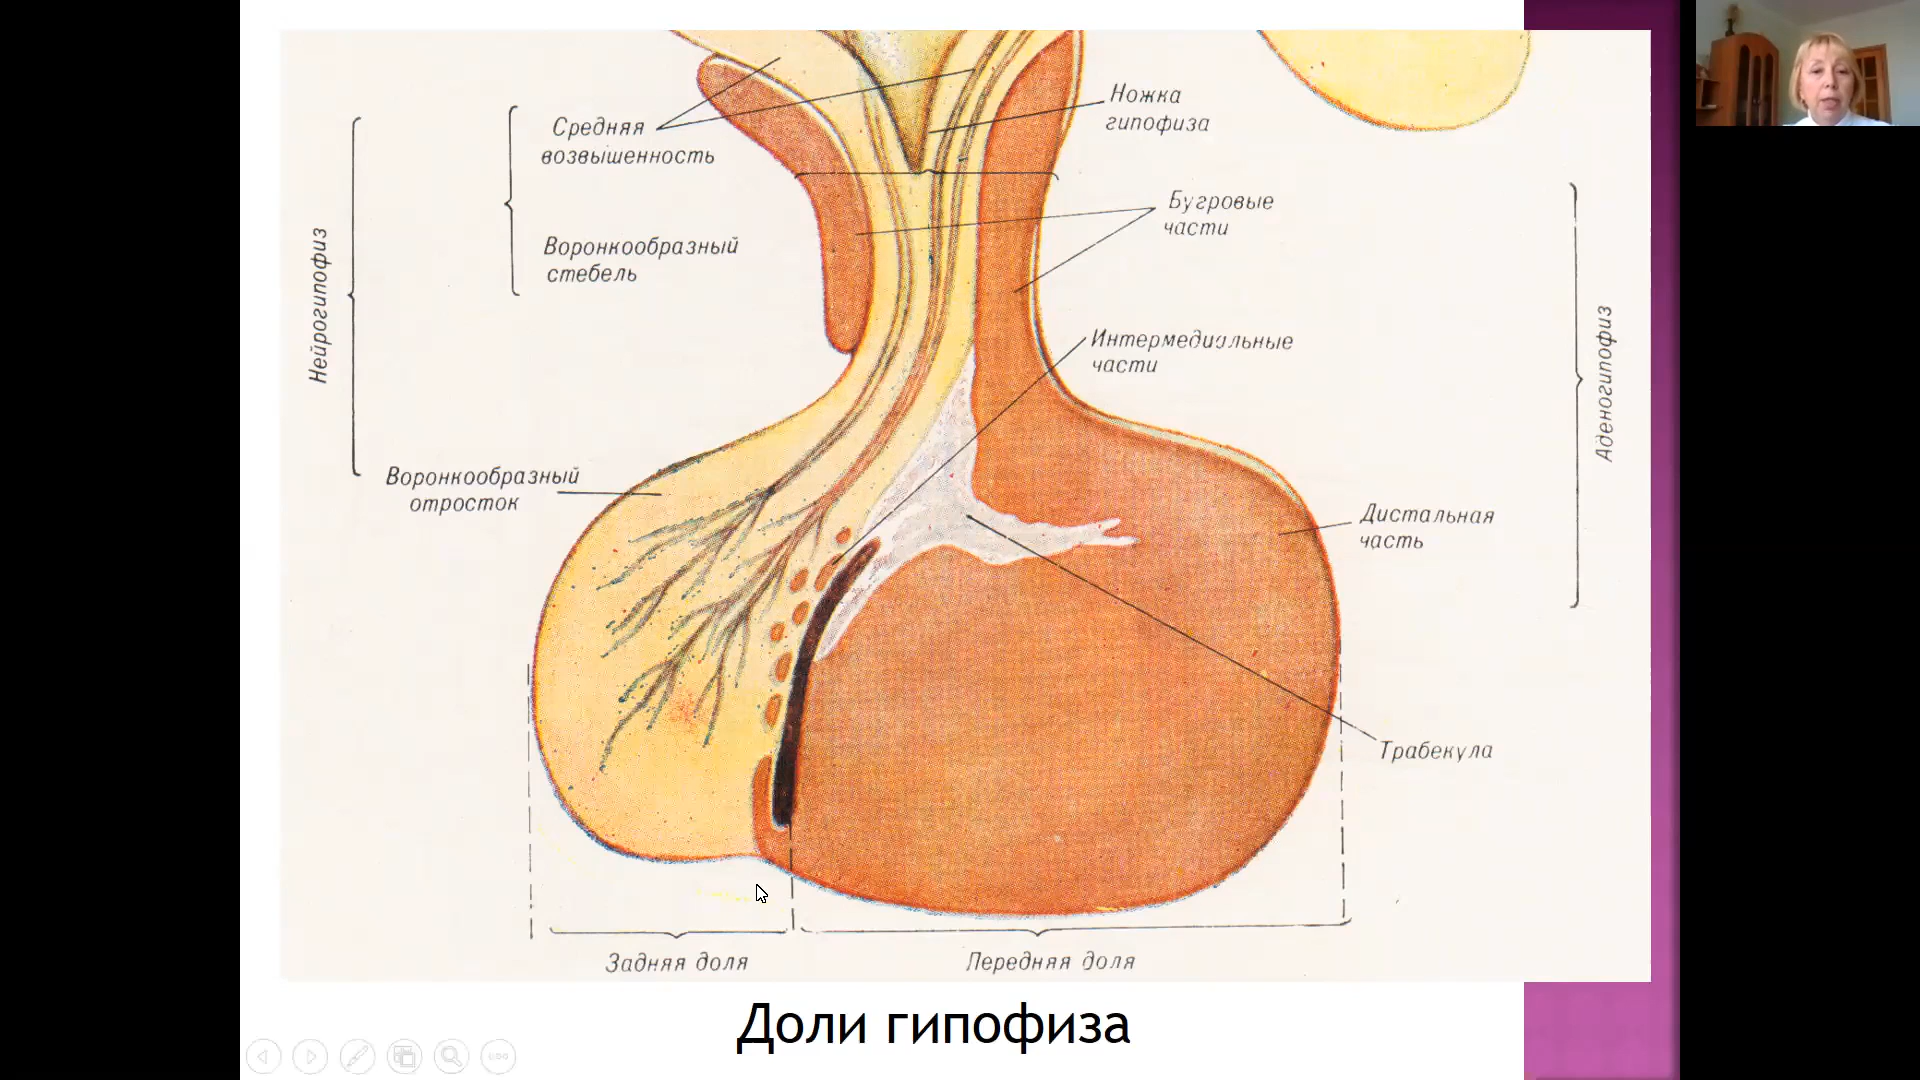 Средняя
возвышенность
Ножка
гипофиза
Бугровые
части
Воронкообразный
стебель
Нейрогипофиз
Интермедиальные
части
Аденогипофиз
Воронкообразный
отросток
Дистальная
часть
Трабекула
Задняя доля
Передняя доля
Доли гипофиза